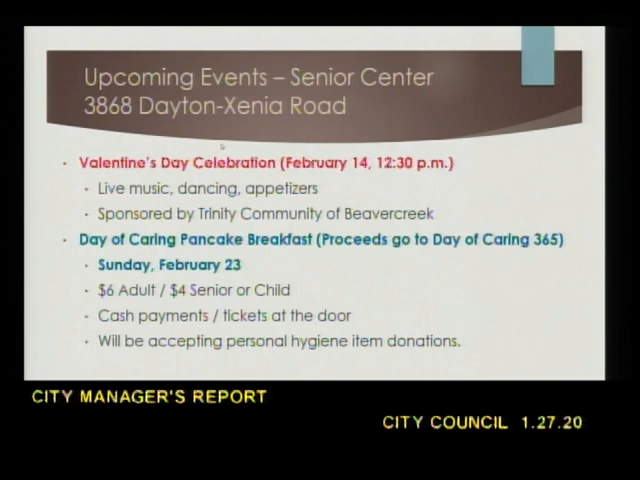 Upcoming Events – Senior Center
3868 Dayton-Xenia Road
Valentine's Day Celebration (February 14, 12:30 p.m.)
Live music, dancing, appetizers
Sponsored by Trinity Community of Beavercreek
Day of Caring Pancake Breakfast (Proceeds go to Day of Caring 365)
Sunday, February 23
$6 Adult / $4 Senior or Child
Cash payments / tickets at the door
Will be accepting personal hygiene item donations.
CITY MANAGER'S REPORT
CITY COUNCIL 1.27.20